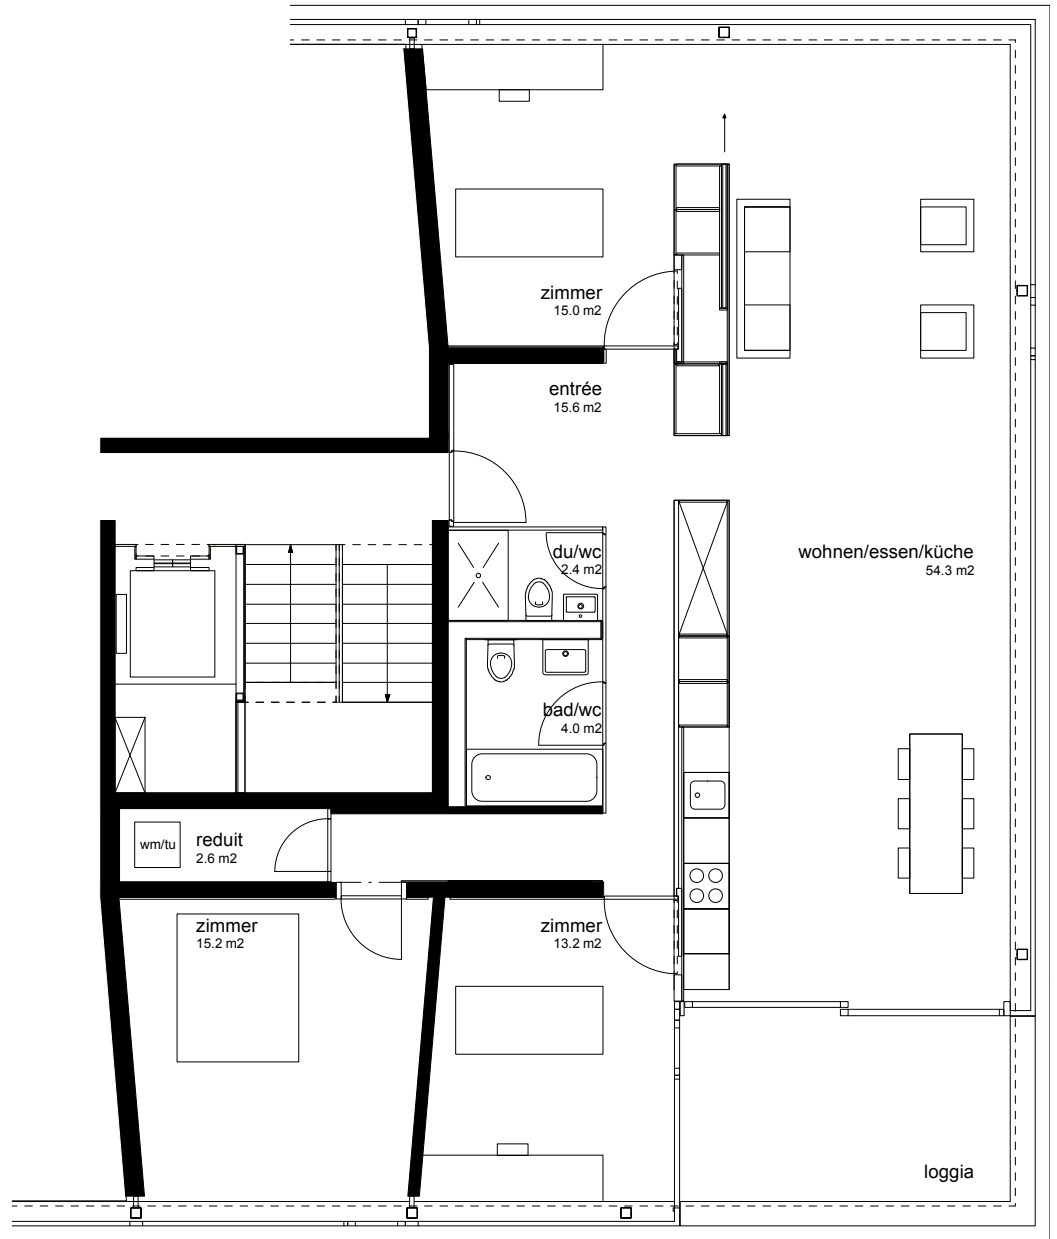 zimmer
15.0 m2
entrée
15.6 m2
du/wc
2.4 m2
wohnen/essen/küche
54.3 m2
bad/wc
4.0 m2
wm/tu
reduit
2.6 m2
zimmer
15.2 m2
zimmer
13.2 m2
loggia